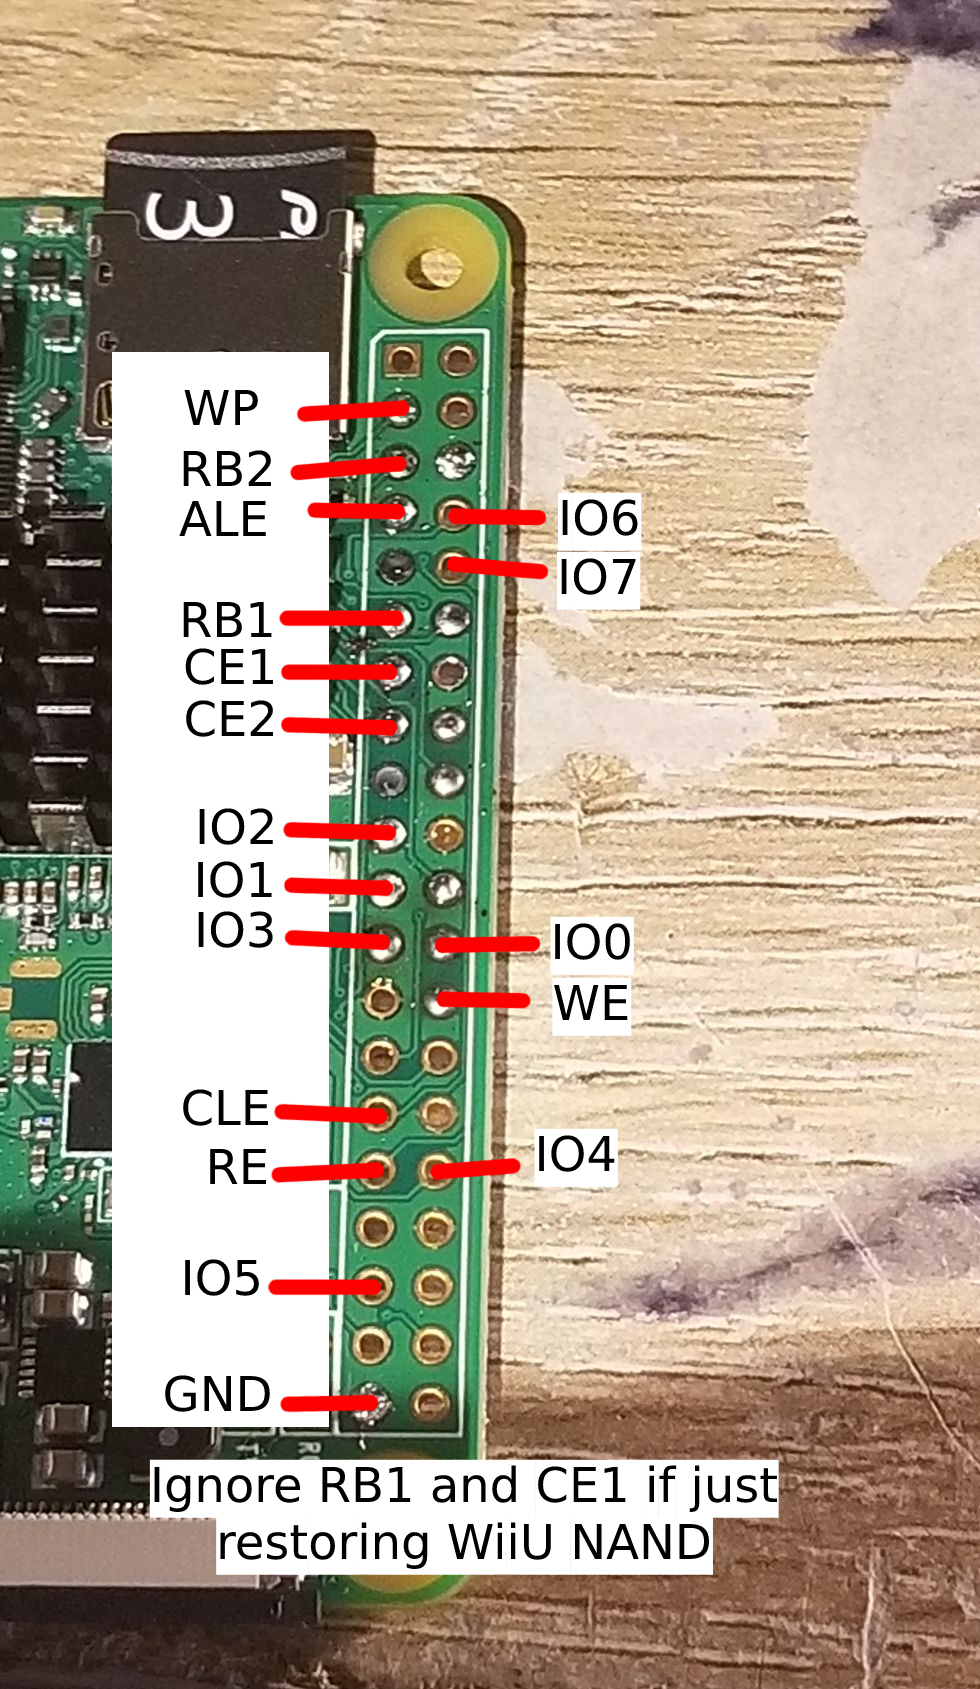 3
WP
RB2
ALE
IO6
IO7
RB1
CE1
CE2
IO2
IO1
IO3
IO0
WE
CLE
RE
IO4
IO5
GND
Ignore RB1 and CE1 if just
restoring WiiU NAND